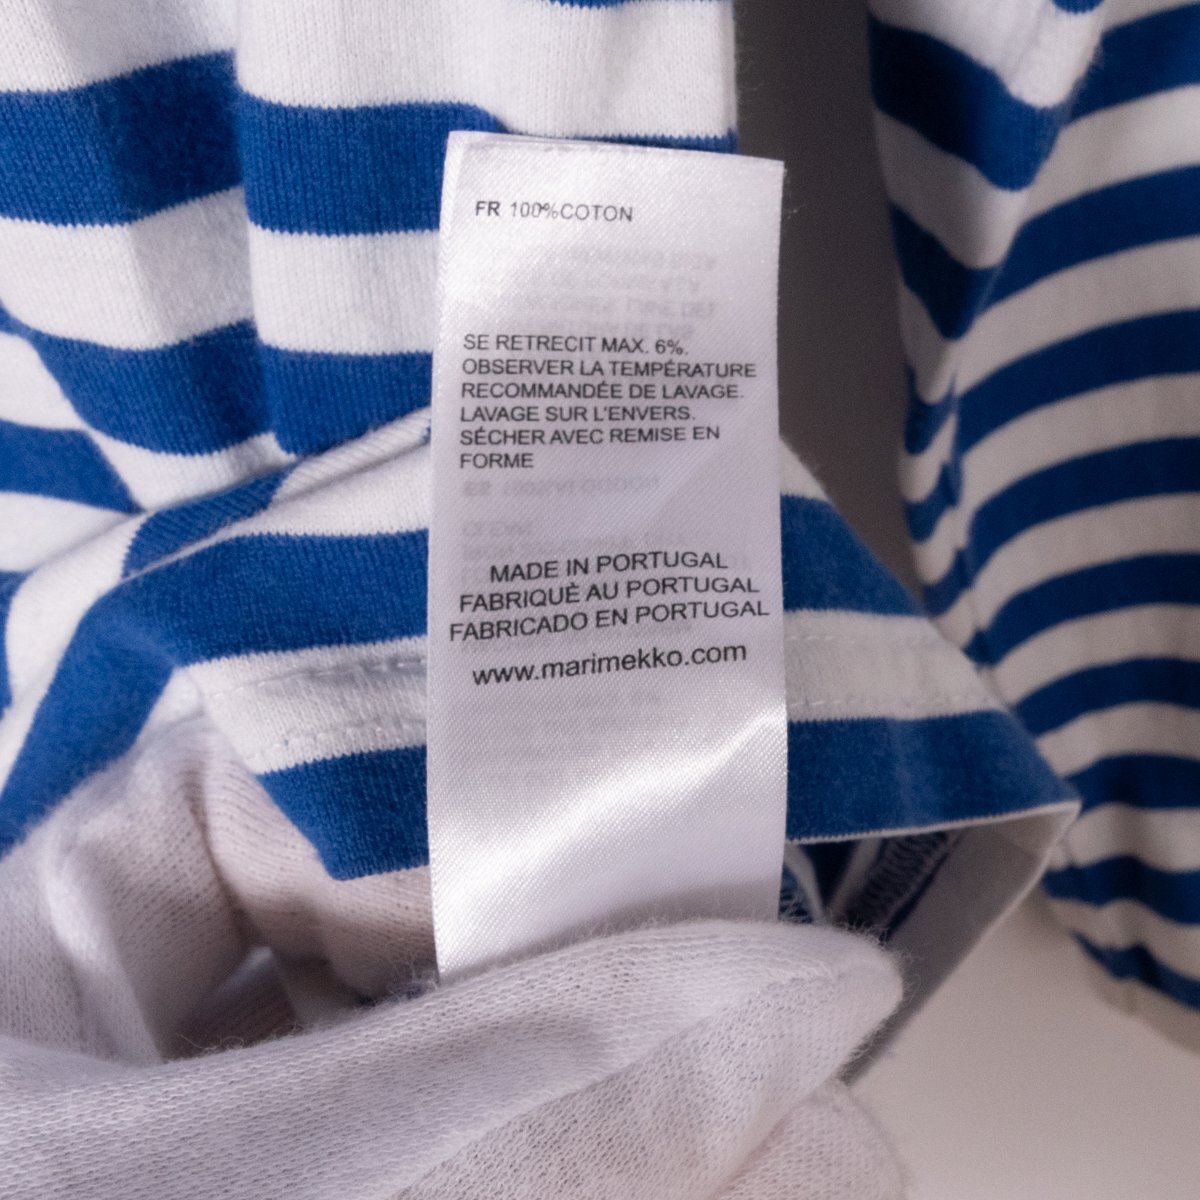 FR 100%COTON
SE RETRECIT MAX. 6%.
OBSERVER LA TEMPÉRATURE
RECOMMANDÉE DE LAVAGE.
LAVAGE SUR L'ENVERS.
SÉCHER AVEC REMISE EN
FORME
MADE IN PORTUGAL
FABRIQUÈ AU PORTUGAL
FABRICADO EN PORTUGAL
www.marimekko.com